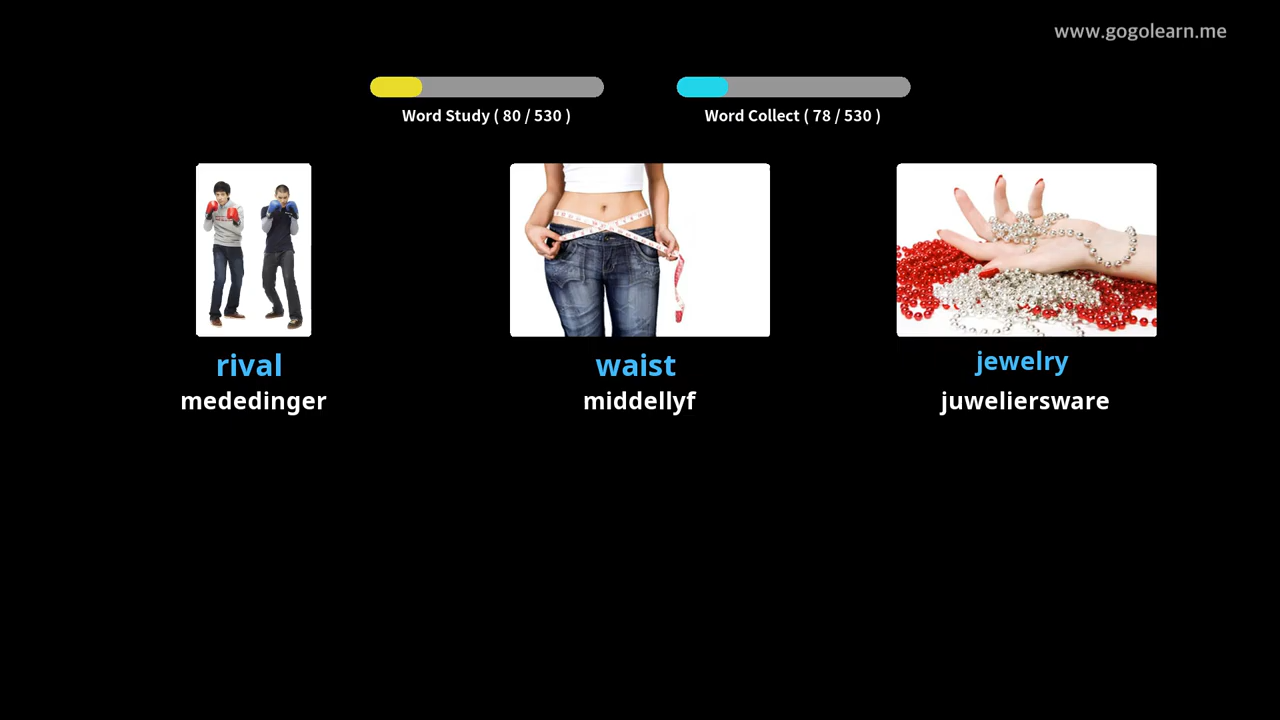 www.gogolearn.me
Word Study ( 80 / 530 )
Word Collect ( 78 / 530 )
rival
waist
jewelry
mededinger
middellyf
juweliersware